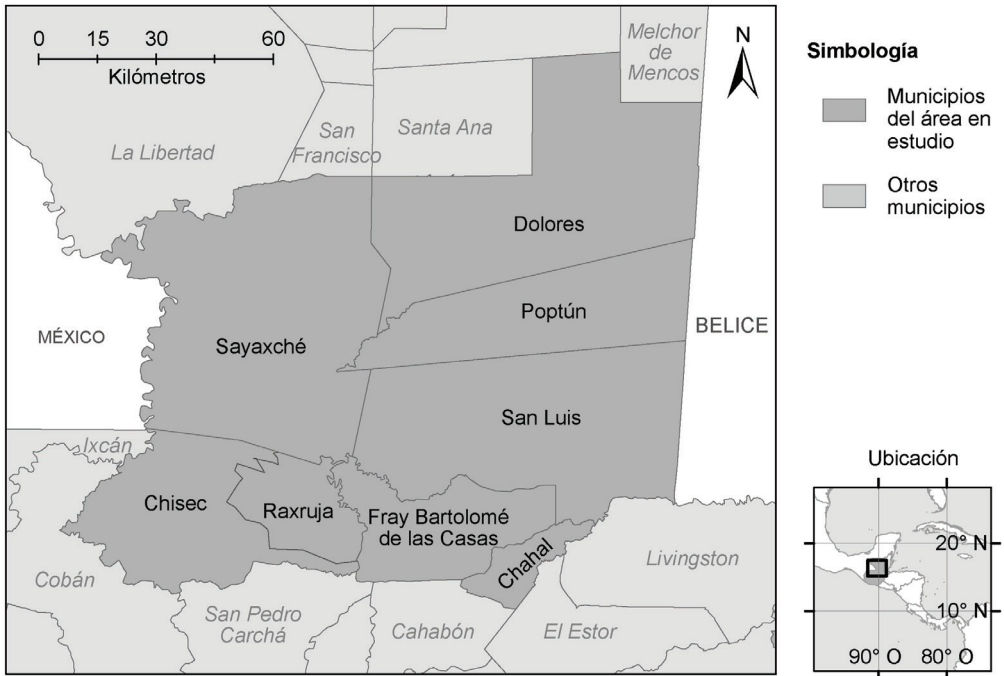 0 15 30 60
Kilómetros
Melchor
de
Mencos
N
La Libertad
San
Francisco
Santa Ana
Dolores
Poptún
MÉXICO
Sayaxché
BELICE
San Luis
Ixcán
Chisec
Raxruja
Fray Bartolomé
de las Casas
Chahal
Livingston
Cobán
San Pedro
Carchá
Cahabón
El Estor
Simbología
Municipios
del área en
estudio
Otros
municipios
Ubicación
20° N
10° N
90° O 80° O